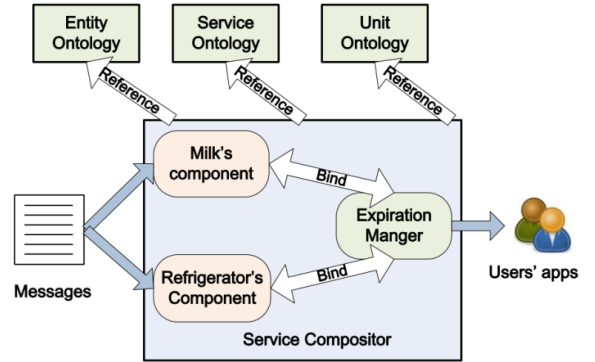 Entity
Ontology
Service
Ontology
Unit
Ontology
Reference
Reference
Reference
Milk's
component
Bind
Expiration
Manger
Messages
Refrigerator's
Component
Bind
Users' apps
Service Compositor